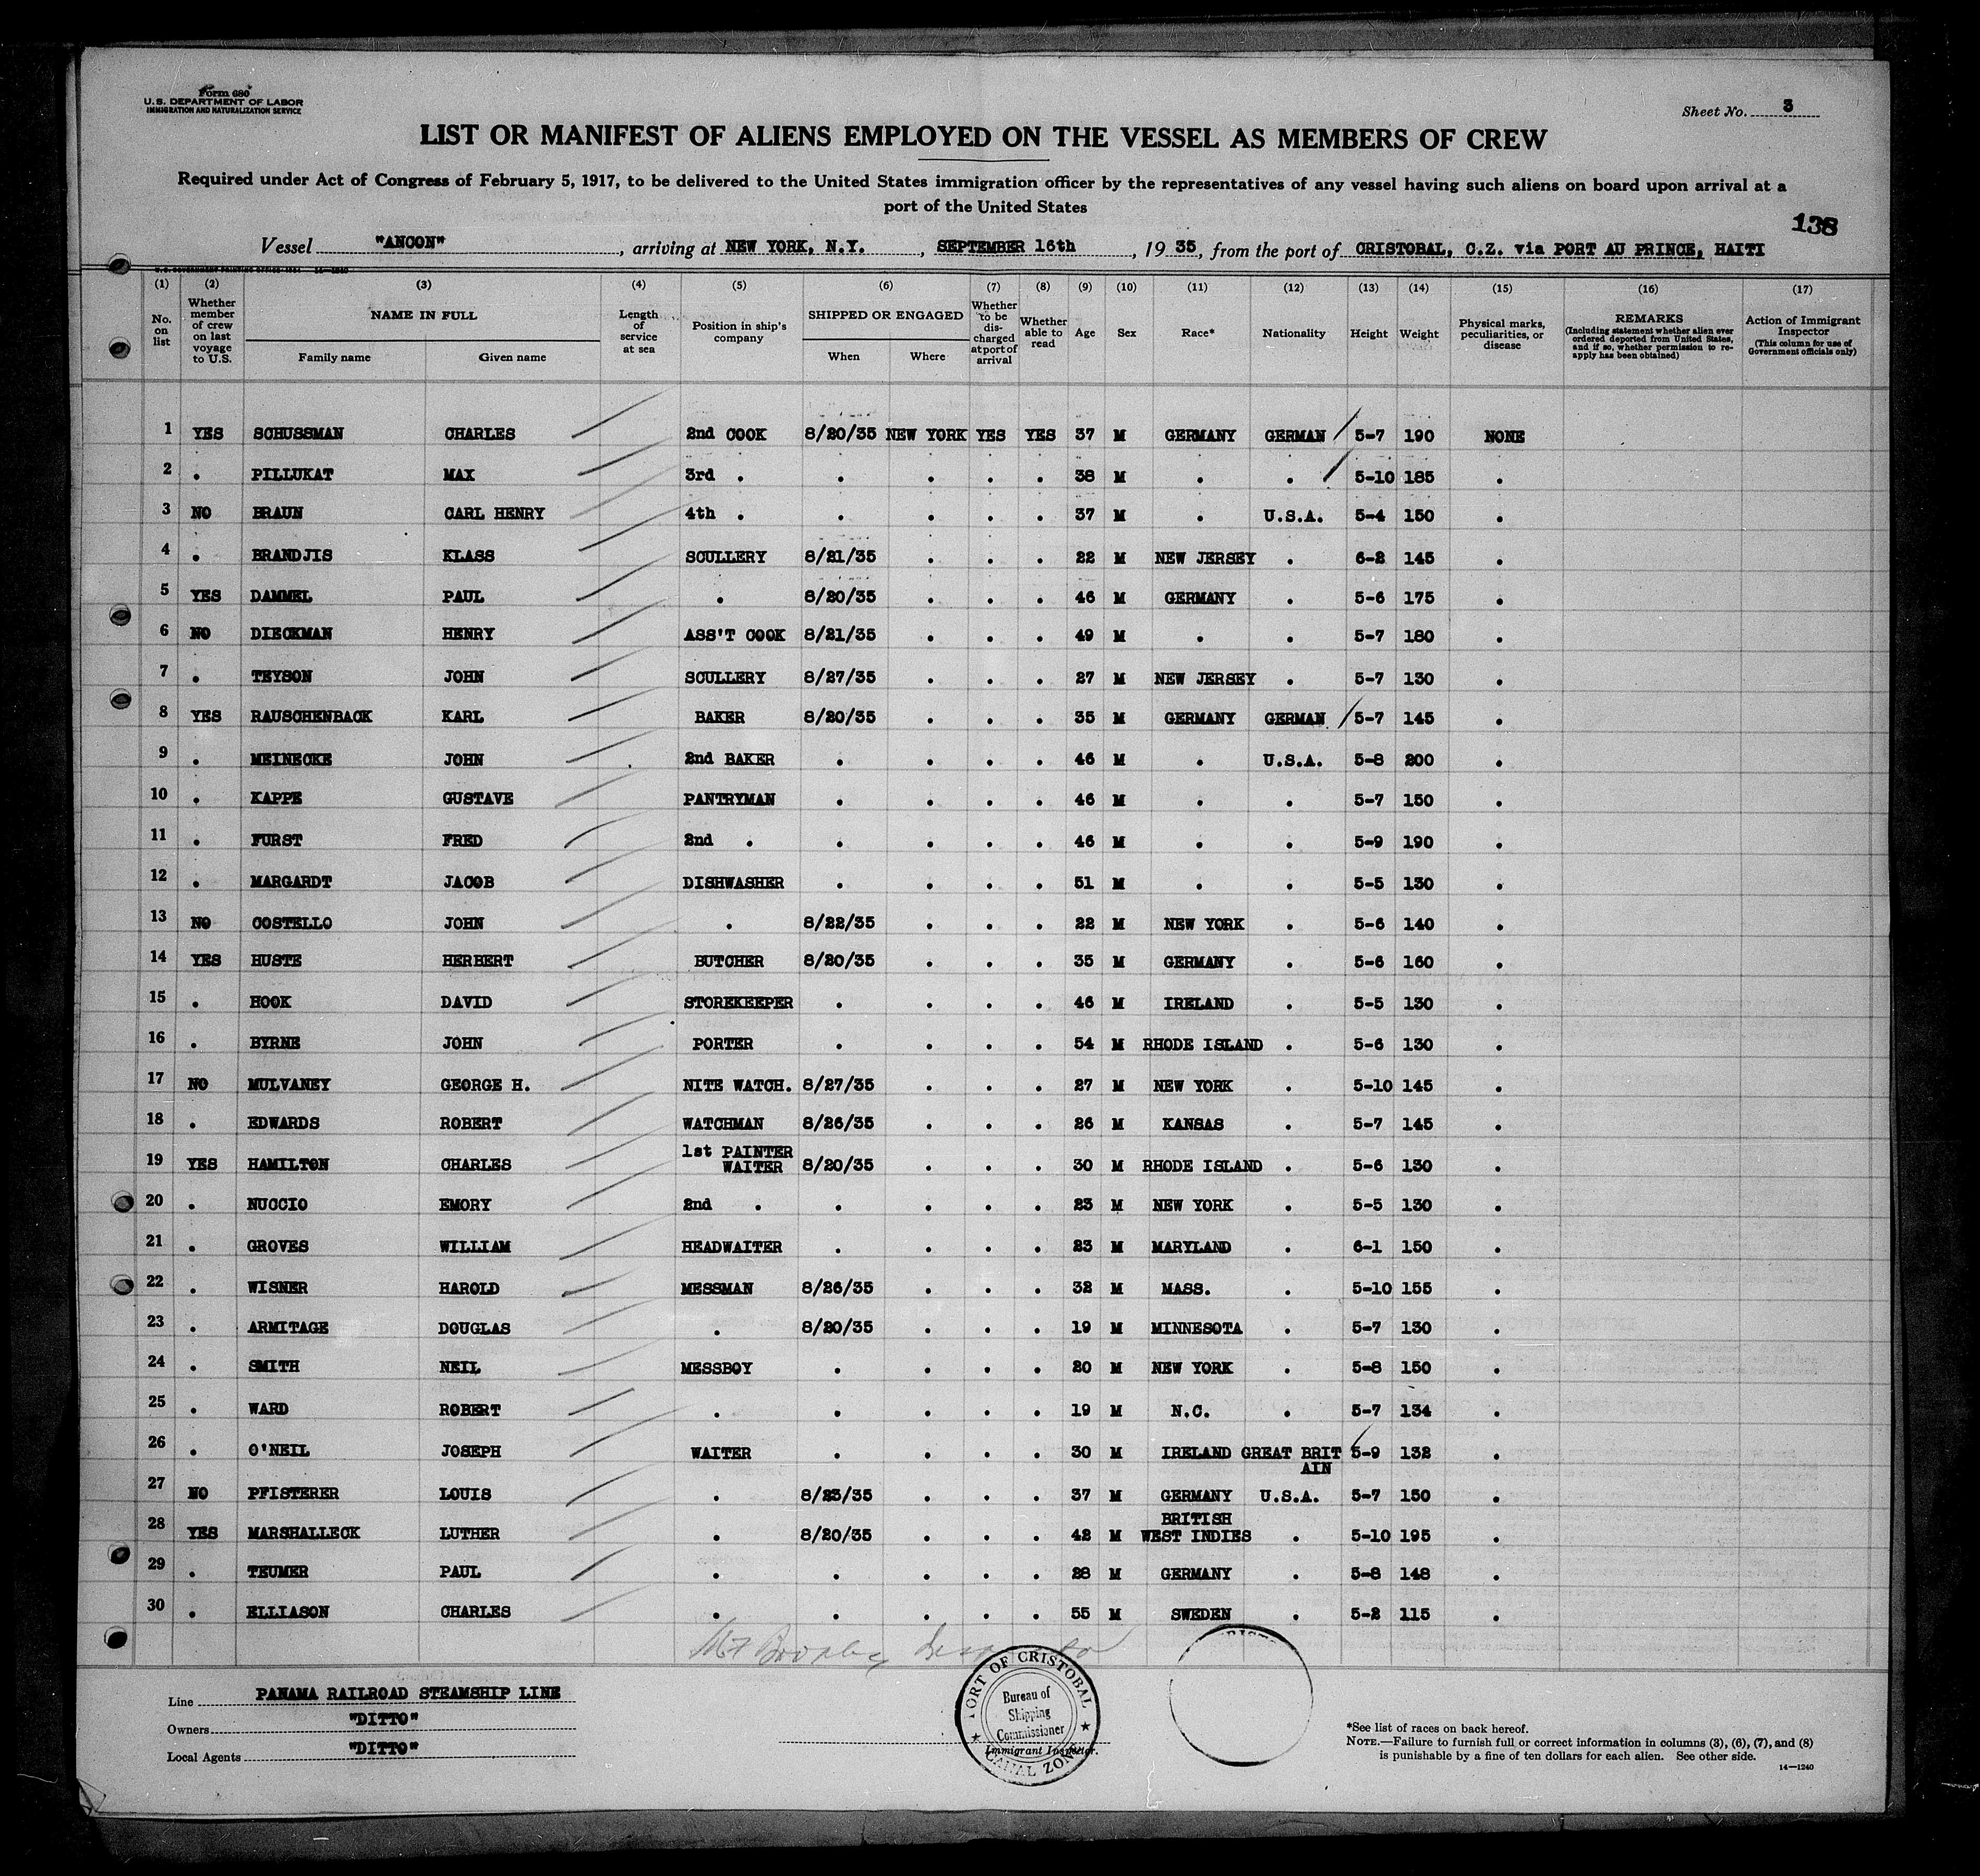 Form 680
U. S. DEPARTMENT OF LABOR
IMMIGRATION AND NATURALIZATION SERVICE
Sheet No. 3
LIST OR MANIFEST OF ALIENS EMPLOYED ON THE VESSEL AS MEMBERS OF CREW
Required under Act of Congress of February 5, 1917, to be delivered to the United States immigration officer by the representatives of any vessel having such aliens on board upon arrival at a
port of the United States
138
Vessel "ANCON", arriving at NEW YORK, N.Y., SEPTEMBER 16th, 19 35, from the port of CRISTOBAL, C.Z. via PORT AU PRINCE, HAITI
(1) (2) (3) (4) (5) (6) (7) (8) (9) (10) (11) (12) (13) (14) (15) (16) (17)
No. on list
Whether member of crew on last voyage to U.S.
NAME IN FULL
Family name
Given name
Length of service at sea
Position in ship's company
SHIPPED OR ENGAGED
When
Where
Whether to be discharged at port of arrival
Whether able to read
Age
Sex
Race*
Nationality
Height
Weight
Physical marks, peculiarities, or disease
REMARKS
(Including statement whether alien ever ordered deported from United States, and if so, whether permission to re-apply has been obtained)
Action of Immigrant Inspector
(This column for use of Government officials only)
1 YES SCHUSSMAN CHARLES 2nd COOK 8/20/35 NEW YORK YES YES 37 M GERMANY GERMAN 5-7 190 NONE
2 . PILLUKAT MAX 3rd . . . . . 38 M . . 5-10 185 .
3 NO BRAUN CARL HENRY 4th . . . . . 37 M . U.S.A. 5-4 150 .
4 . BRANDJIS KLASS SCULLERY 8/21/35 . . . 22 M NEW JERSEY . 6-2 145 .
5 YES DAMMEL PAUL . 8/20/35 . . . 46 M GERMANY . 5-6 175 .
6 NO DIECKMAN HENRY ASS'T COOK 8/21/35 . . . 49 M . . 5-7 180 .
7 . TEYSON JOHN SCULLERY 8/27/35 . . . 27 M NEW JERSEY . 5-7 130 .
8 YES RAUSCHENBACK KARL BAKER 8/20/35 . . . 35 M GERMANY GERMAN 5-7 145 .
9 . MEINECKE JOHN 2nd BAKER . . . . 46 M . U.S.A. 5-8 200 .
10 . KAPPE GUSTAVE PANTRYMAN . . . . 46 M . . 5-7 150 .
11 . FURST FRED 2nd . . . . . 46 M . . 5-9 190 .
12 . MARGARDT JACOB DISHWASHER . . . . 51 M . . 5-5 130 .
13 NO COSTELLO JOHN . 8/22/35 . . . 22 M NEW YORK . 5-6 140 .
14 YES HUSTE HERBERT BUTCHER 8/20/35 . . . 35 M GERMANY . 5-6 160 .
15 . HOOK DAVID STOREKEEPER . . . . 46 M IRELAND . 5-5 130 .
16 . BYRNE JOHN PORTER . . . . 54 M RHODE ISLAND . 5-6 130 .
17 NO MULVANEY GEORGE H. NITE WATCH. 8/27/35 . . . 27 M NEW YORK . 5-10 145 .
18 . EDWARDS ROBERT WATCHMAN 8/26/35 . . . 26 M KANSAS . 5-7 145 .
19 YES HAMILTON CHARLES 1st PAINTER WAITER 8/20/35 . . . 30 M RHODE ISLAND . 5-6 130 .
20 . NUCCIO EMORY 2nd . . . . . 23 M NEW YORK . 5-5 130 .
21 . GROVES WILLIAM HEADWAITER . . . . 23 M MARYLAND . 6-1 150 .
22 . WISNER HAROLD MESSMAN 8/26/35 . . . 32 M MASS. . 5-10 155 .
23 . ARMITAGE DOUGLAS . 8/20/35 . . . 19 M MINNESOTA . 5-7 130 .
24 . SMITH NEIL MESSBOY . . . . 20 M NEW YORK . 5-8 150 .
25 . WARD ROBERT . . . . . 19 M N.C. . 5-7 134 .
26 . O'NEIL JOSEPH WAITER . . . . 30 M IRELAND GREAT BRITAIN 5-9 132 .
27 NO PFISTERER LOUIS . 8/23/35 . . . 37 M GERMANY U.S.A. 5-7 150 .
28 YES MARSHALLECK LUTHER . 8/20/35 . . . 42 M BRITISH WEST INDIES . 5-10 195 .
29 . TEUMER PAUL . . . . . 28 M GERMANY . 5-8 148 .
30 . ELLIASON CHARLES . . . . . 55 M SWEDEN . 5-2 115 .
Line PANAMA RAILROAD STEAMSHIP LINE
Owners "DITTO"
Local Agents "DITTO"
PORT OF CRISTOBAL
Bureau of
Shipping
Commissioner
CANAL ZONE
Immigrant Inspector.
*See list of races on back hereof.
NOTE.—Failure to furnish full or correct information in columns (3), (6), (7), and (8)
is punishable by a fine of ten dollars for each alien. See other side.
14—1240